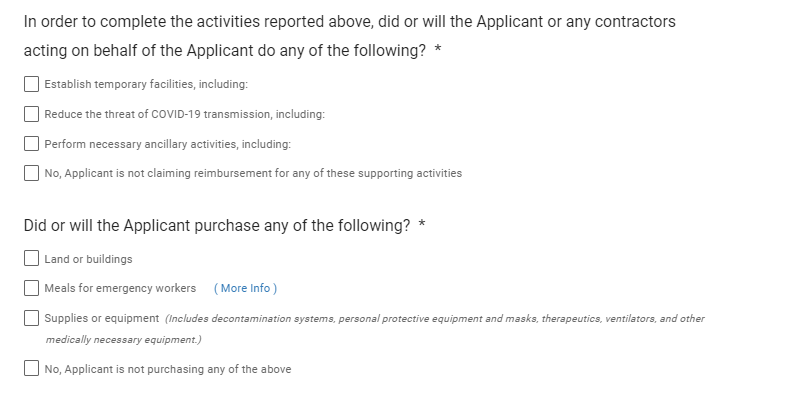 In order to complete the activities reported above, did or will the Applicant or any contractors
acting on behalf of the Applicant do any of the following? *
Establish temporary facilities, including:
Reduce the threat of COVID-19 transmission, including:
Perform necessary ancillary activities, including:
No, Applicant is not claiming reimbursement for any of these supporting activities
Did or will the Applicant purchase any of the following? *
Land or buildings
Meals for emergency workers ( More Info )
Supplies or equipment (Includes decontamination systems, personal protective equipment and masks, therapeutics, ventilators, and other
medically necessary equipment.)
No, Applicant is not purchasing any of the above